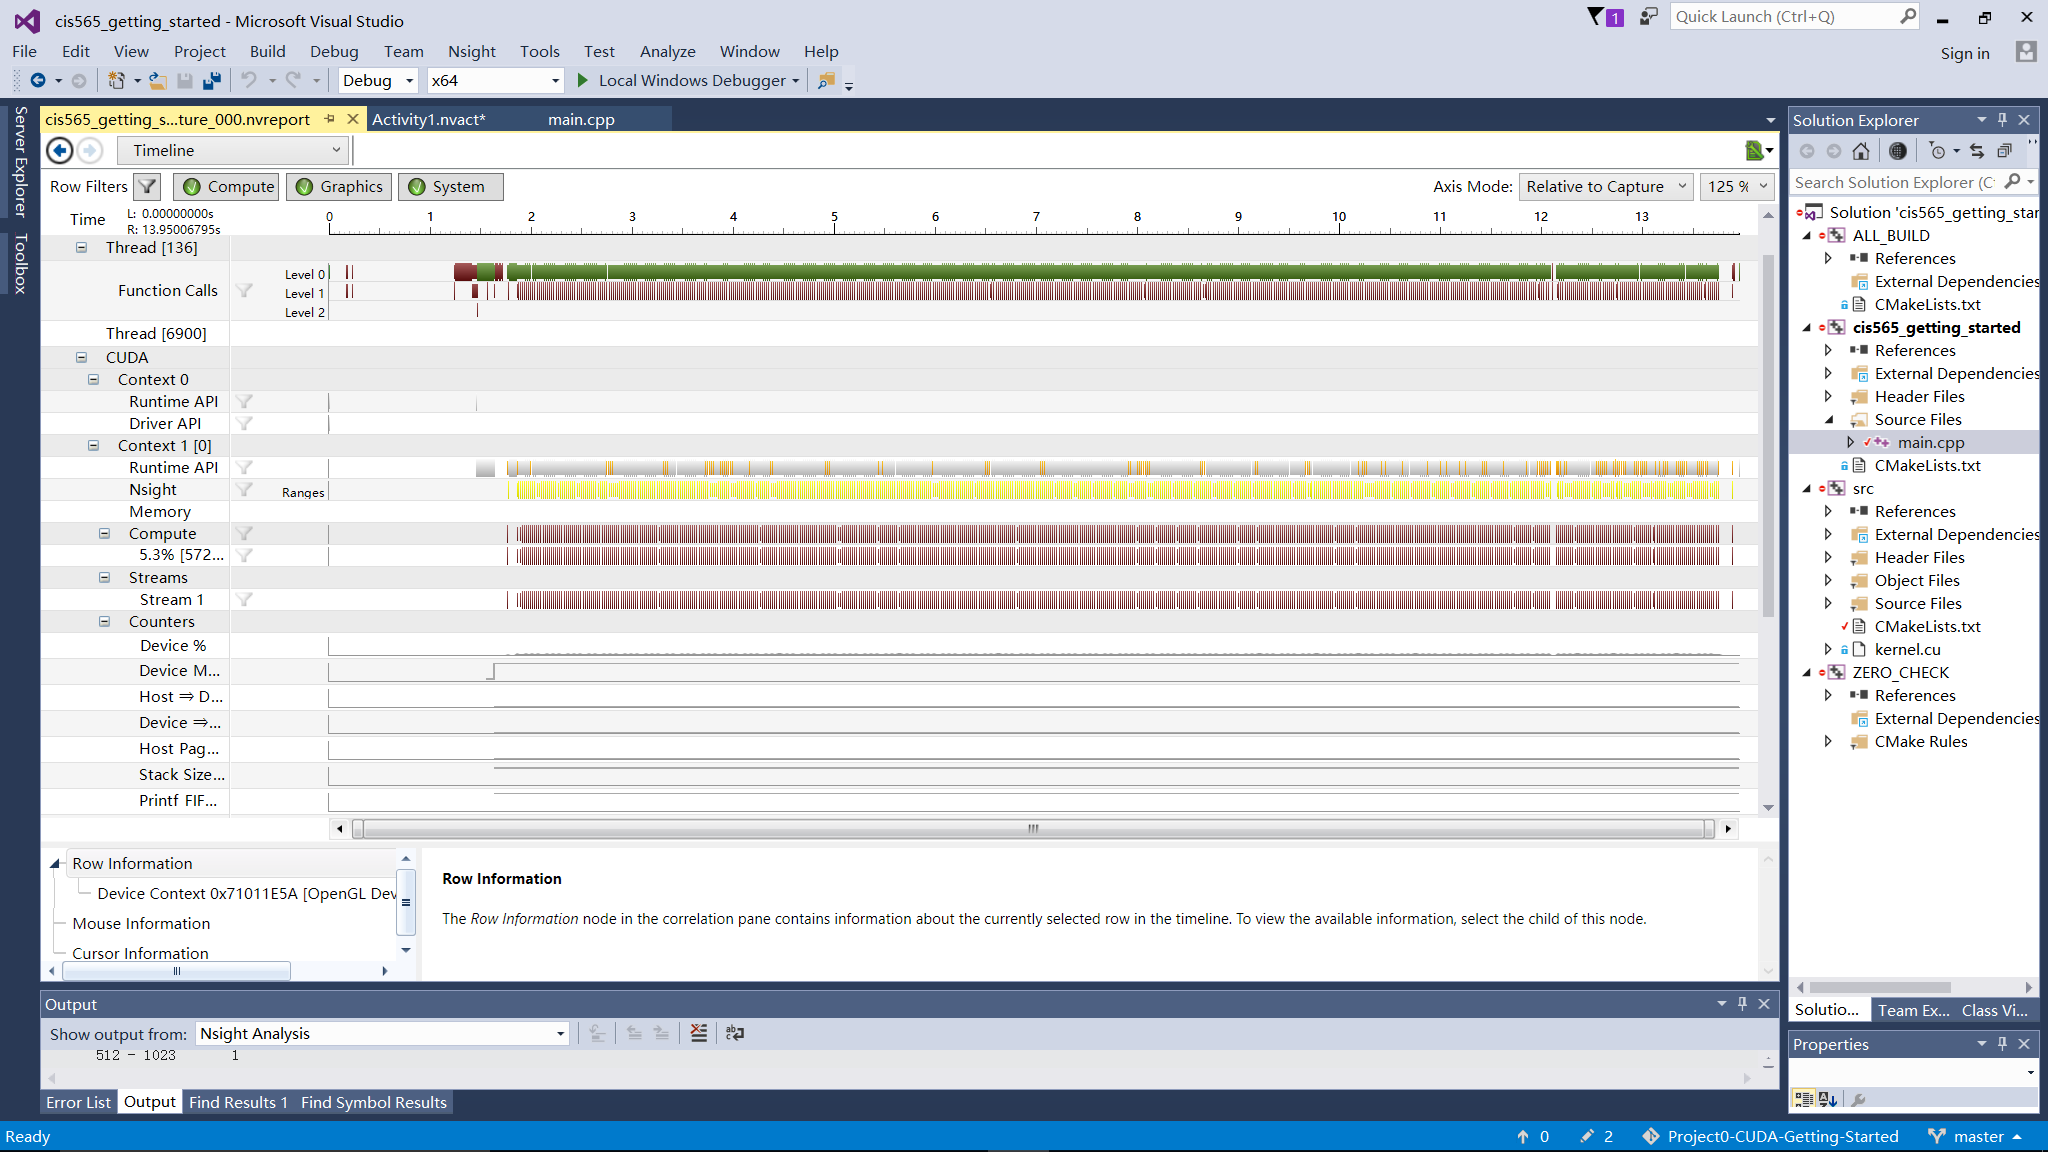 cis565_getting_started - Microsoft Visual Studio
1
Quick Launch (Ctrl+Q)
File Edit View Project Build Debug Team Nsight Tools Test Analyze Window Help
Sign in
Debug x64 Local Windows Debugger
Server Explorer
Toolbox
cis565_getting_s...ture_000.nvreport Activity1.nvact* main.cpp
Timeline
Row Filters Compute Graphics System Axis Mode: Relative to Capture 125 %
Time L: 0.00000000s R: 13.95006795s
0 1 2 3 4 5 6 7 8 9 10 11 12 13
Thread [136]
Function Calls
Level 0
Level 1
Level 2
Thread [6900]
CUDA
Context 0
Runtime API
Driver API
Context 1 [0]
Runtime API
Nsight Ranges
Memory
Compute
5.3% [572...
Streams
Stream 1
Counters
Device %
Device M...
Host ⇒ D...
Device ⇒...
Host Pag...
Stack Size...
Printf FIF...
Row Information
Device Context 0x71011E5A [OpenGL Dev
Mouse Information
Cursor Information
Row Information
The Row Information node in the correlation pane contains information about the currently selected row in the timeline. To view the available information, select the child of this node.
Output
Show output from: Nsight Analysis
512 - 1023 1
Error List Output Find Results 1 Find Symbol Results
Solution Explorer
Search Solution Explorer (C
Solution 'cis565_getting_star
ALL_BUILD
References
External Dependencies
CMakeLists.txt
cis565_getting_started
References
External Dependencies
Header Files
Source Files
main.cpp
CMakeLists.txt
src
References
External Dependencies
Header Files
Object Files
Source Files
CMakeLists.txt
kernel.cu
ZERO_CHECK
References
External Dependencies
CMake Rules
Solutio... Team Ex... Class Vi...
Properties
Ready
0 2 Project0-CUDA-Getting-Started master